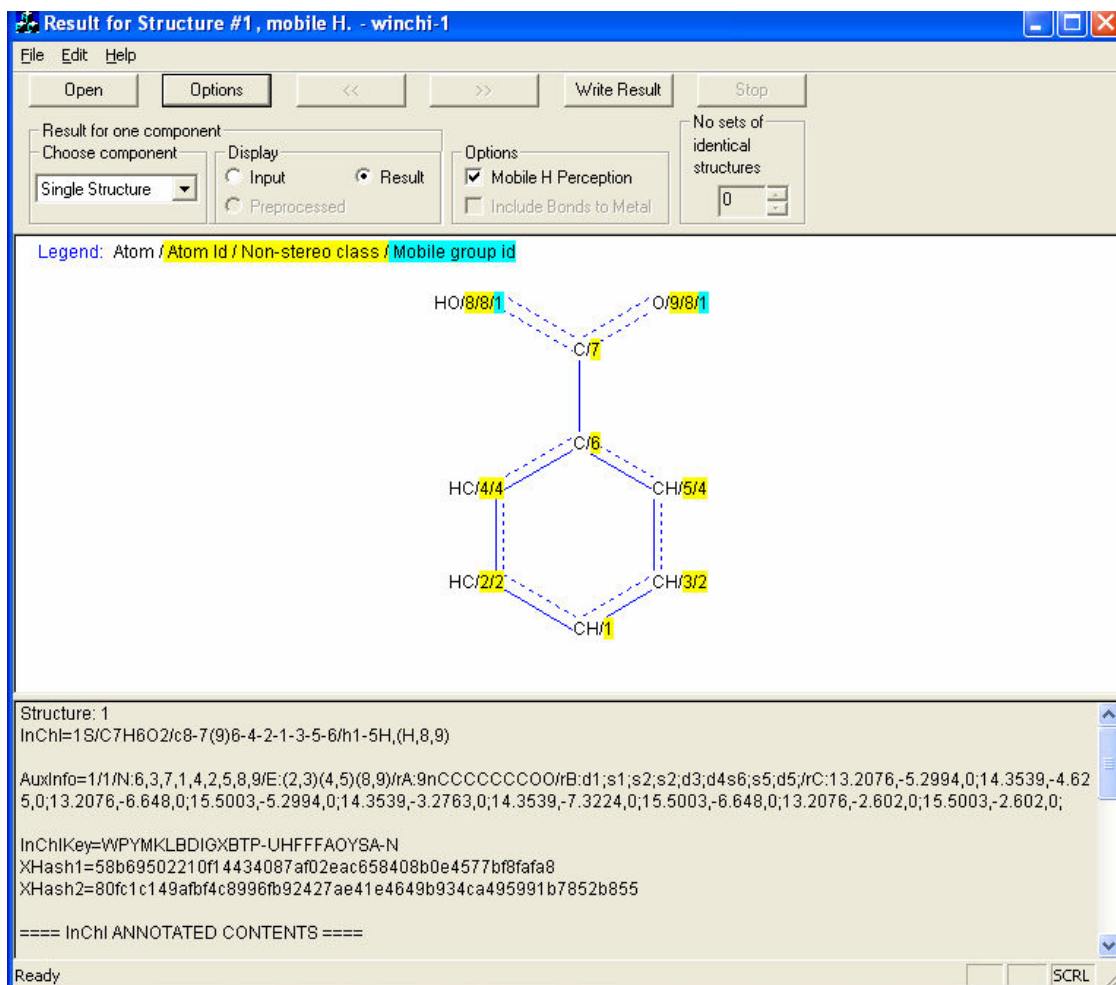 Result for Structure #1, mobile H. - winchi-1
File Edit Help
Open Options << >> Write Result Stop
Result for one component
Choose component
Single Structure
Display
Input
Result
Preprocessed
Options
Mobile H Perception
Include Bonds to Metal
No sets of
identical
structures
0
Legend: Atom / Atom Id / Non-stereo class / Mobile group id
HO/8/8/1 O/9/8/1
C/7
C/6
HC/4/4 CH/5/4
HC/2/2 CH/3/2
CH/1
Structure: 1
InChI=1S/C7H6O2/c8-7(9)6-4-2-1-3-5-6/h1-5H,(H,8,9)
AuxInfo=1/1/N:6,3,7,1,4,2,5,8,9/E:(2,3)(4,5)(8,9)/rA:9nCCCCCCCOO/rB:d1;s1;s2;s2;d3;d4s6;s5;d5;/rC:13.2076,-5.2994,0;14.3539,-4.62
5,0;13.2076,-6.648,0;15.5003,-5.2994,0;14.3539,-3.2763,0;14.3539,-7.3224,0;15.5003,-6.648,0;13.2076,-2.602,0;15.5003,-2.602,0;
InChIKey=WPYMKLBDIGXBTP-UHFFFAOYSA-N
XHash1=58b69502210f14434087af02eac658408b0e4577bf8fafa8
XHash2=80fc1c149afbf4c8996fb92427ae41e4649b934ca495991b7852b855
==== InChI ANNOTATED CONTENTS ====
Ready SCRL